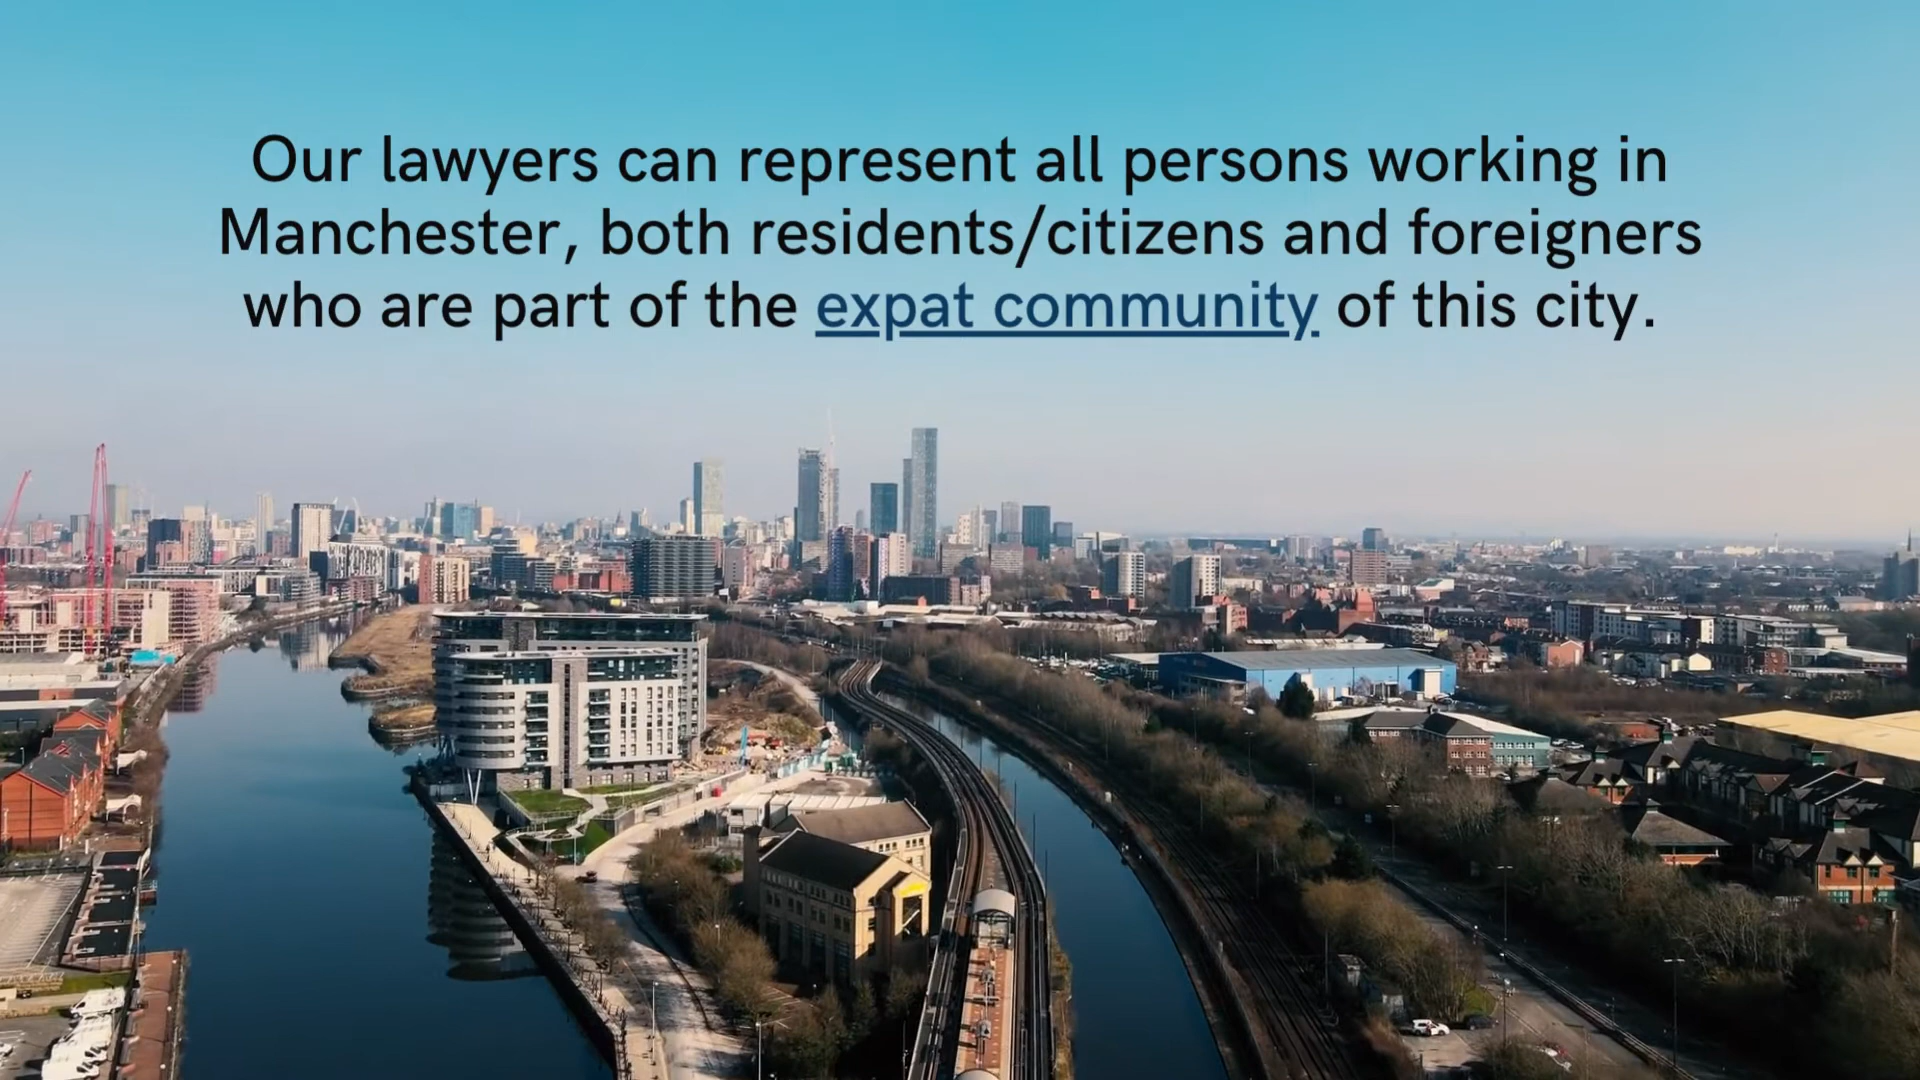 Our lawyers can represent all persons working in
Manchester, both residents/citizens and foreigners
who are part of the expat community of this city.